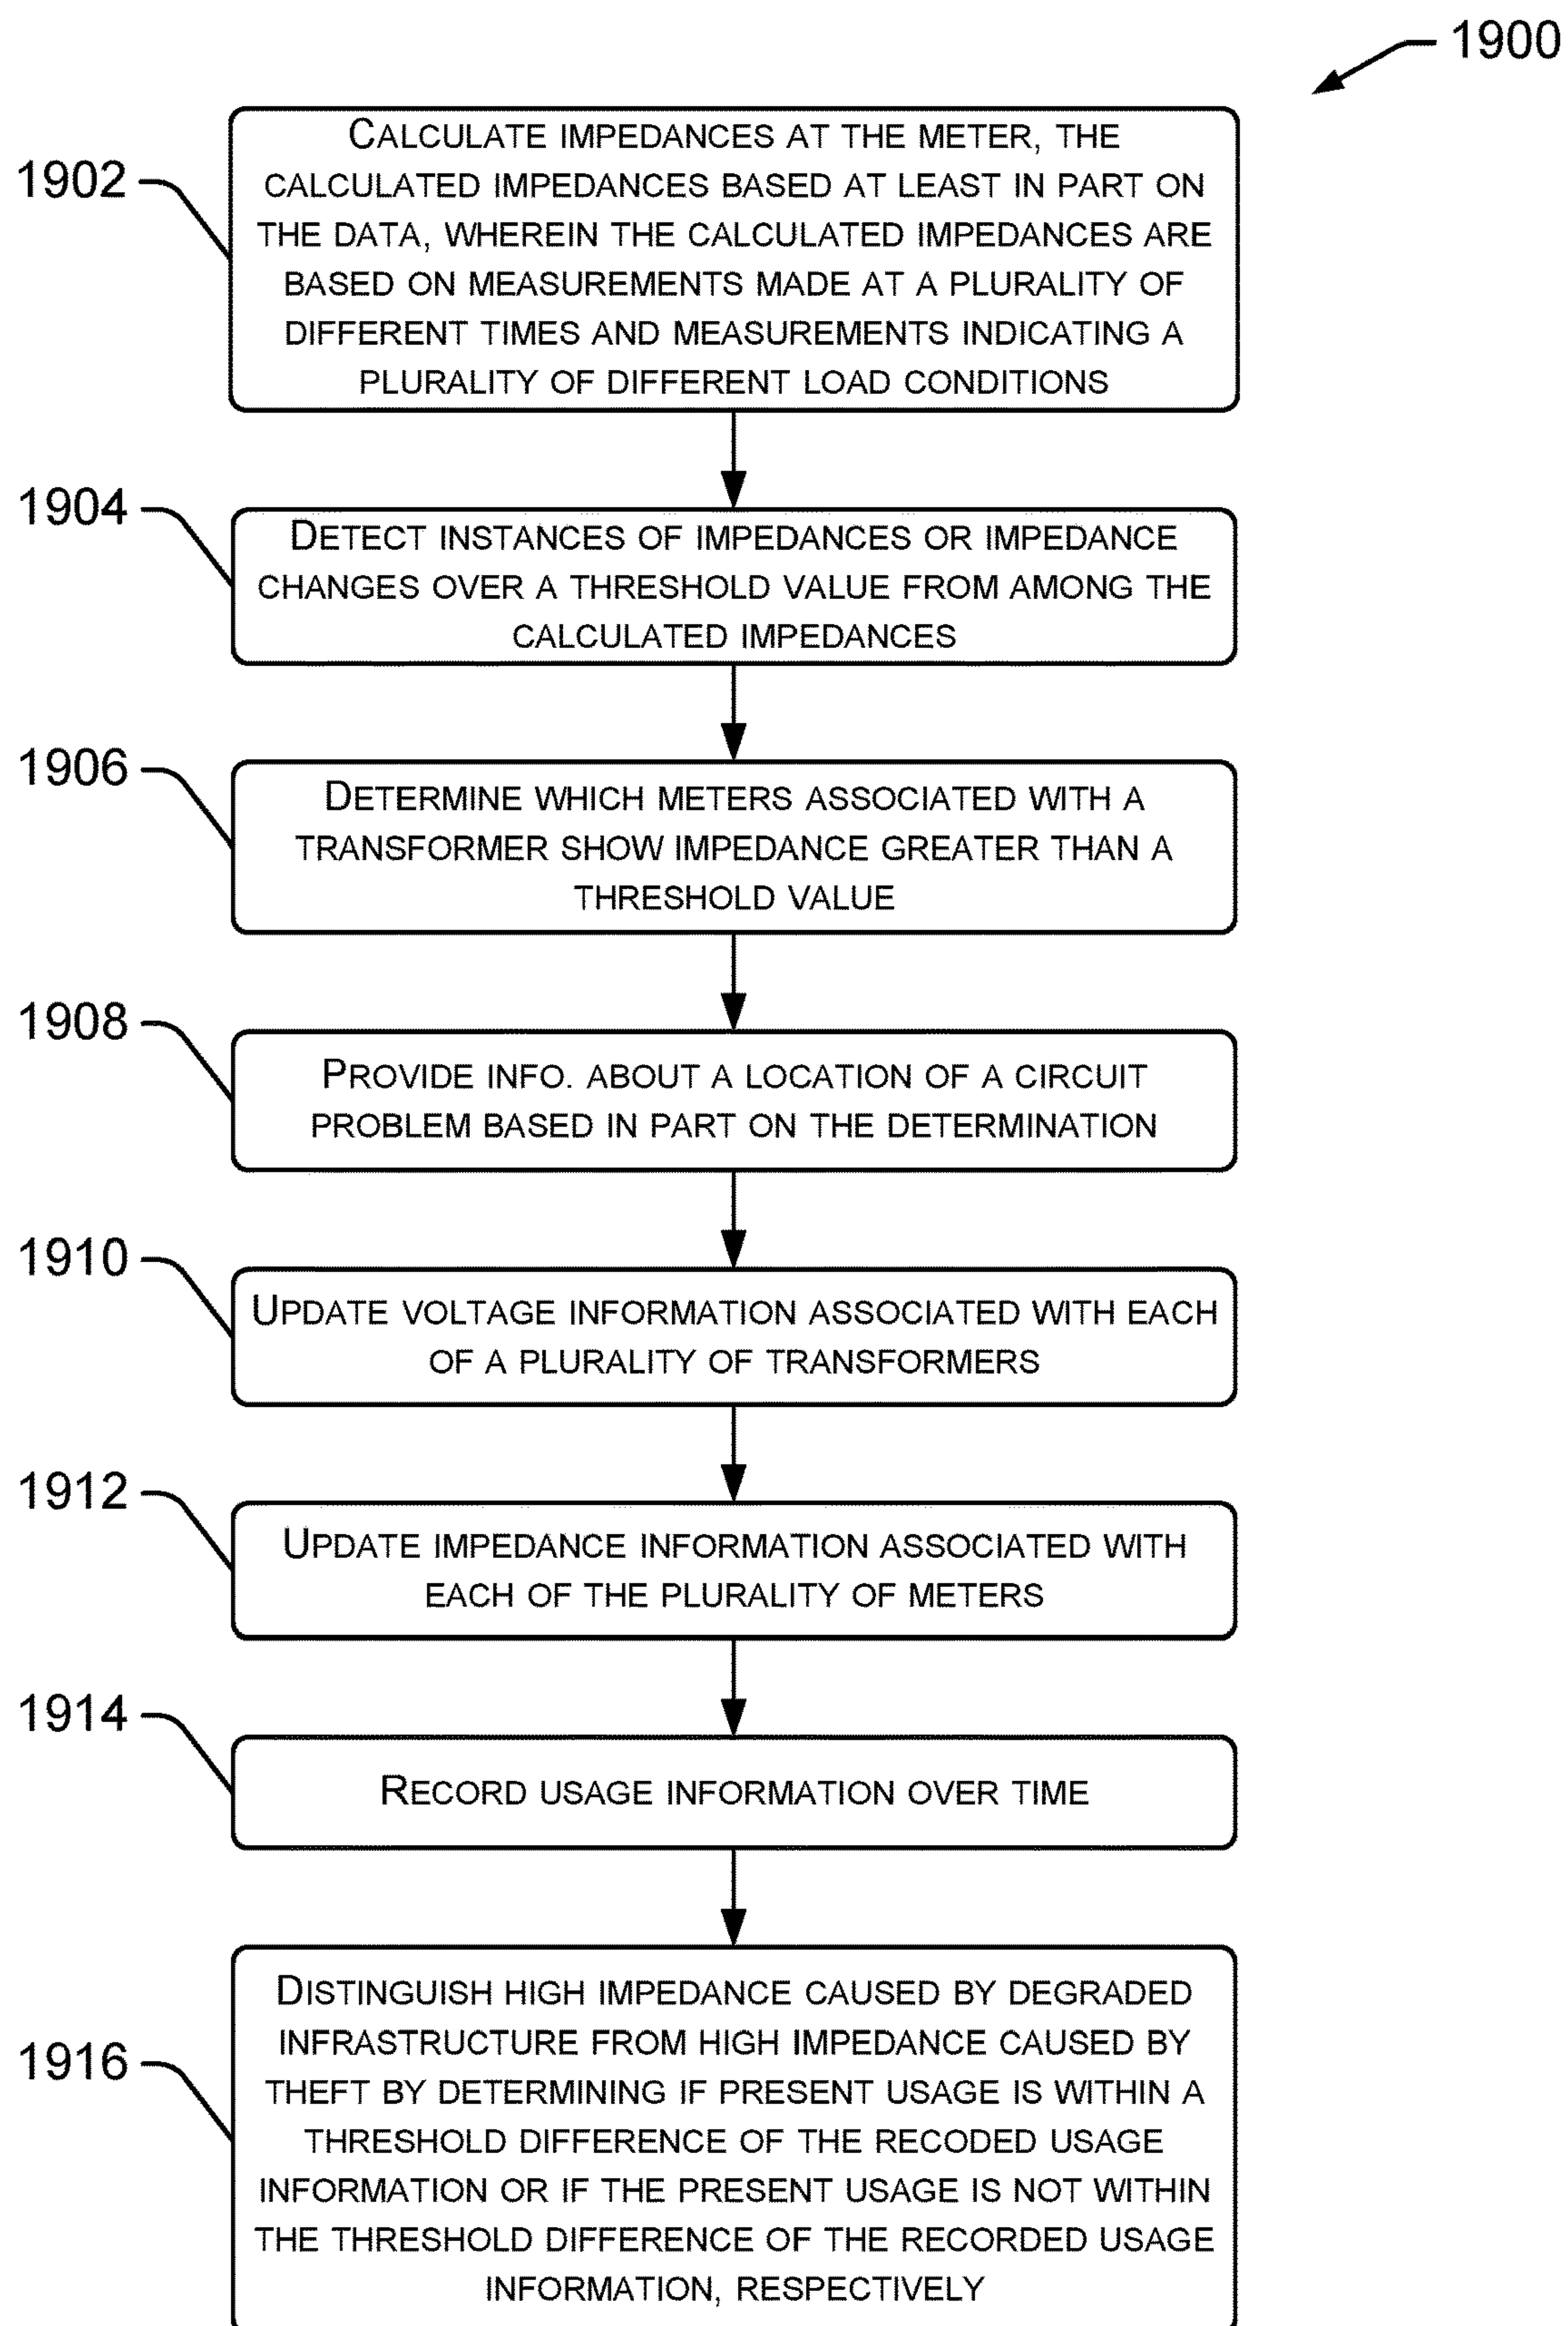 1900
1902
CALCULATE IMPEDANCES AT THE METER, THE
CALCULATED IMPEDANCES BASED AT LEAST IN PART ON
THE DATA, WHEREIN THE CALCULATED IMPEDANCES ARE
BASED ON MEASUREMENTS MADE AT A PLURALITY OF
DIFFERENT TIMES AND MEASUREMENTS INDICATING A
PLURALITY OF DIFFERENT LOAD CONDITIONS
1904
DETECT INSTANCES OF IMPEDANCES OR IMPEDANCE
CHANGES OVER A THRESHOLD VALUE FROM AMONG THE
CALCULATED IMPEDANCES
1906
DETERMINE WHICH METERS ASSOCIATED WITH A
TRANSFORMER SHOW IMPEDANCE GREATER THAN A
THRESHOLD VALUE
1908
PROVIDE INFO. ABOUT A LOCATION OF A CIRCUIT
PROBLEM BASED IN PART ON THE DETERMINATION
1910
UPDATE VOLTAGE INFORMATION ASSOCIATED WITH EACH
OF A PLURALITY OF TRANSFORMERS
1912
UPDATE IMPEDANCE INFORMATION ASSOCIATED WITH
EACH OF THE PLURALITY OF METERS
1914
RECORD USAGE INFORMATION OVER TIME
1916
DISTINGUISH HIGH IMPEDANCE CAUSED BY DEGRADED
INFRASTRUCTURE FROM HIGH IMPEDANCE CAUSED BY
THEFT BY DETERMINING IF PRESENT USAGE IS WITHIN A
THRESHOLD DIFFERENCE OF THE RECODED USAGE
INFORMATION OR IF THE PRESENT USAGE IS NOT WITHIN
THE THRESHOLD DIFFERENCE OF THE RECORDED USAGE
INFORMATION, RESPECTIVELY